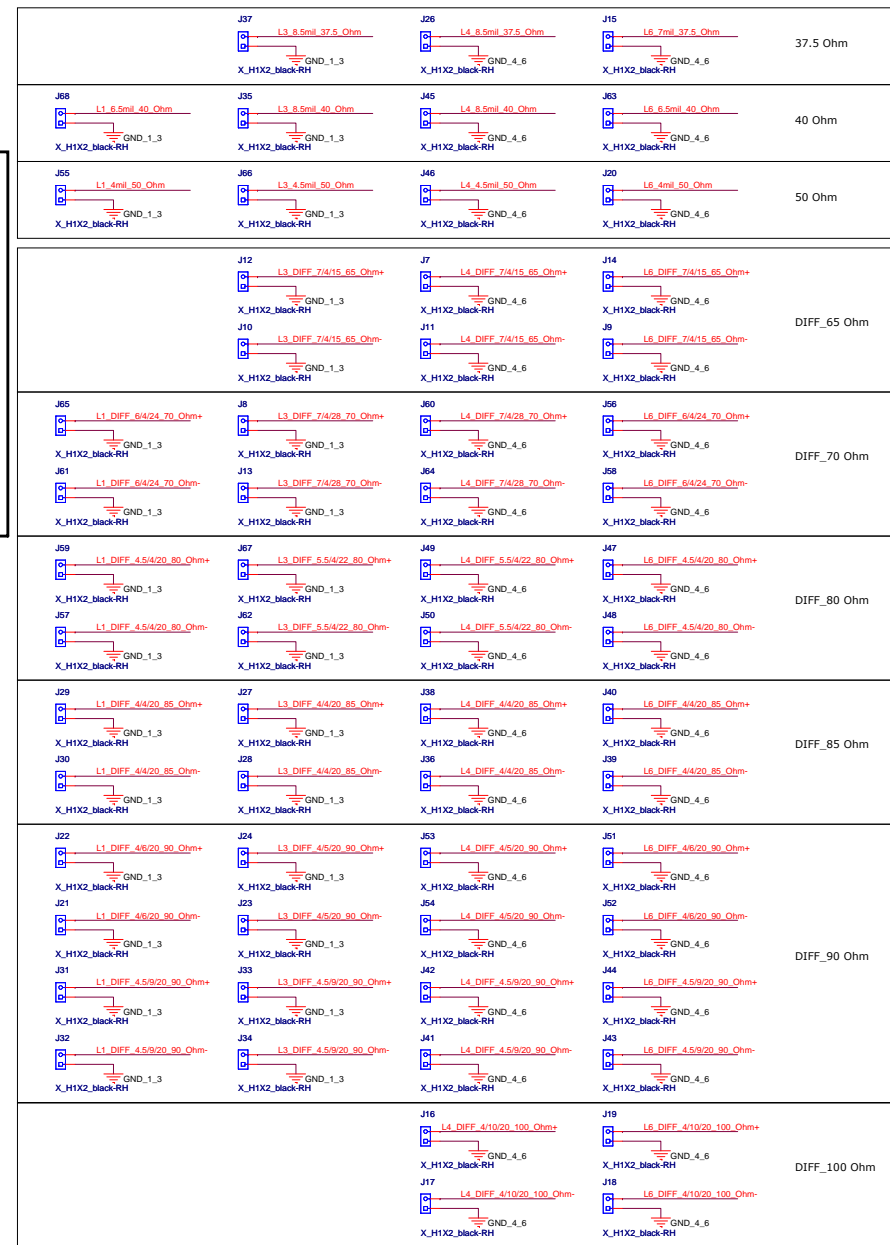 J37 J26 J15
L3_8.5mil_37.5_Ohm L4_8.5mil_37.5_Ohm L6_7mil_37.5_Ohm
37.5 Ohm
GND_1_3 GND_4_6 GND_4_6
X_H1X2_black-RH X_H1X2_black-RH X_H1X2_black-RH
J68 J35 J45 J63
L1_6.5mil_40_Ohm L3_8.5mil_40_Ohm L4_8.5mil_40_Ohm L6_6.5mil_40_Ohm
40 Ohm
GND_1_3 GND_1_3 GND_4_6 GND_4_6
X_H1X2_black-RH X_H1X2_black-RH X_H1X2_black-RH X_H1X2_black-RH
J55 J66 J46 J20
L1_4mil_50_Ohm L3_4.5mil_50_Ohm L4_4.5mil_50_Ohm L6_4mil_50_Ohm
50 Ohm
GND_1_3 GND_1_3 GND_4_6 GND_4_6
X_H1X2_black-RH X_H1X2_black-RH X_H1X2_black-RH X_H1X2_black-RH
J12 J7 J14
L3_DIFF_7/4/15_65_Ohm+ L4_DIFF_7/4/15_65_Ohm+ L6_DIFF_7/4/15_65_Ohm+
GND_1_3 GND_4_6 GND_4_6
X_H1X2_black-RH X_H1X2_black-RH X_H1X2_black-RH
DIFF_65 Ohm
J10 J11 J9
L3_DIFF_7/4/15_65_Ohm- L4_DIFF_7/4/15_65_Ohm- L6_DIFF_7/4/15_65_Ohm-
GND_1_3 GND_4_6 GND_4_6
X_H1X2_black-RH X_H1X2_black-RH X_H1X2_black-RH
J65 J8 J60 J56
L1_DIFF_6/4/24_70_Ohm+ L3_DIFF_7/4/28_70_Ohm+ L4_DIFF_7/4/28_70_Ohm+ L6_DIFF_6/4/24_70_Ohm+
GND_1_3 GND_1_3 GND_4_6 GND_4_6
X_H1X2_black-RH X_H1X2_black-RH X_H1X2_black-RH X_H1X2_black-RH
DIFF_70 Ohm
J61 J13 J64 J58
L1_DIFF_6/4/24_70_Ohm- L3_DIFF_7/4/28_70_Ohm- L4_DIFF_7/4/28_70_Ohm- L6_DIFF_6/4/24_70_Ohm-
GND_1_3 GND_1_3 GND_4_6 GND_4_6
X_H1X2_black-RH X_H1X2_black-RH X_H1X2_black-RH X_H1X2_black-RH
J59 J67 J49 J47
L1_DIFF_4.5/4/20_80_Ohm+ L3_DIFF_5.5/4/22_80_Ohm+ L4_DIFF_5.5/4/22_80_Ohm+ L6_DIFF_4.5/4/20_80_Ohm+
GND_1_3 GND_1_3 GND_4_6 GND_4_6
X_H1X2_black-RH X_H1X2_black-RH X_H1X2_black-RH X_H1X2_black-RH
DIFF_80 Ohm
J57 J62 J50 J48
L1_DIFF_4.5/4/20_80_Ohm- L3_DIFF_5.5/4/22_80_Ohm- L4_DIFF_5.5/4/22_80_Ohm- L6_DIFF_4.5/4/20_80_Ohm-
GND_1_3 GND_1_3 GND_4_6 GND_4_6
X_H1X2_black-RH X_H1X2_black-RH X_H1X2_black-RH X_H1X2_black-RH
J29 J27 J38 J40
L1_DIFF_4/4/20_85_Ohm+ L3_DIFF_4/4/20_85_Ohm+ L4_DIFF_4/4/20_85_Ohm+ L6_DIFF_4/4/20_85_Ohm+
GND_1_3 GND_1_3 GND_4_6 GND_4_6
X_H1X2_black-RH X_H1X2_black-RH X_H1X2_black-RH X_H1X2_black-RH
DIFF_85 Ohm
J30 J28 J36 J39
L1_DIFF_4/4/20_85_Ohm- L3_DIFF_4/4/20_85_Ohm- L4_DIFF_4/4/20_85_Ohm- L6_DIFF_4/4/20_85_Ohm-
GND_1_3 GND_1_3 GND_4_6 GND_4_6
X_H1X2_black-RH X_H1X2_black-RH X_H1X2_black-RH X_H1X2_black-RH
J22 J24 J53 J51
L1_DIFF_4/6/20_90_Ohm+ L3_DIFF_4/5/20_90_Ohm+ L4_DIFF_4/5/20_90_Ohm+ L6_DIFF_4/6/20_90_Ohm+
GND_1_3 GND_1_3 GND_4_6 GND_4_6
X_H1X2_black-RH X_H1X2_black-RH X_H1X2_black-RH X_H1X2_black-RH
J21 J23 J54 J52
L1_DIFF_4/6/20_90_Ohm- L3_DIFF_4/5/20_90_Ohm- L4_DIFF_4/5/20_90_Ohm- L6_DIFF_4/6/20_90_Ohm-
GND_1_3 GND_1_3 GND_4_6 GND_4_6
X_H1X2_black-RH X_H1X2_black-RH X_H1X2_black-RH X_H1X2_black-RH
DIFF_90 Ohm
J31 J33 J42 J44
L1_DIFF_4.5/9/20_90_Ohm+ L3_DIFF_4.5/9/20_90_Ohm+ L4_DIFF_4.5/9/20_90_Ohm+ L6_DIFF_4.5/9/20_90_Ohm+
GND_1_3 GND_1_3 GND_4_6 GND_4_6
X_H1X2_black-RH X_H1X2_black-RH X_H1X2_black-RH X_H1X2_black-RH
J32 J34 J41 J43
L1_DIFF_4.5/9/20_90_Ohm- L3_DIFF_4.5/9/20_90_Ohm- L4_DIFF_4.5/9/20_90_Ohm- L6_DIFF_4.5/9/20_90_Ohm-
GND_1_3 GND_1_3 GND_4_6 GND_4_6
X_H1X2_black-RH X_H1X2_black-RH X_H1X2_black-RH X_H1X2_black-RH
J16 J19
L4_DIFF_4/10/20_100_Ohm+ L6_DIFF_4/10/20_100_Ohm+
GND_4_6 GND_4_6
X_H1X2_black-RH X_H1X2_black-RH
DIFF_100 Ohm
J17 J18
L4_DIFF_4/10/20_100_Ohm- L6_DIFF_4/10/20_100_Ohm-
GND_4_6 GND_4_6
X_H1X2_black-RH X_H1X2_black-RH